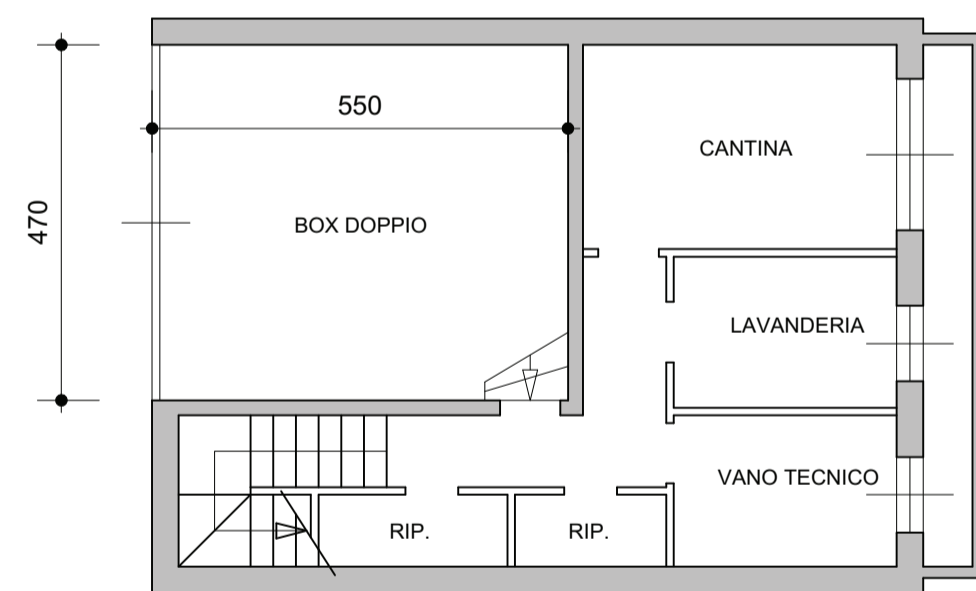 550
CANTINA
470
BOX DOPPIO
LAVANDERIA
VANO TECNICO
RIP.
RIP.